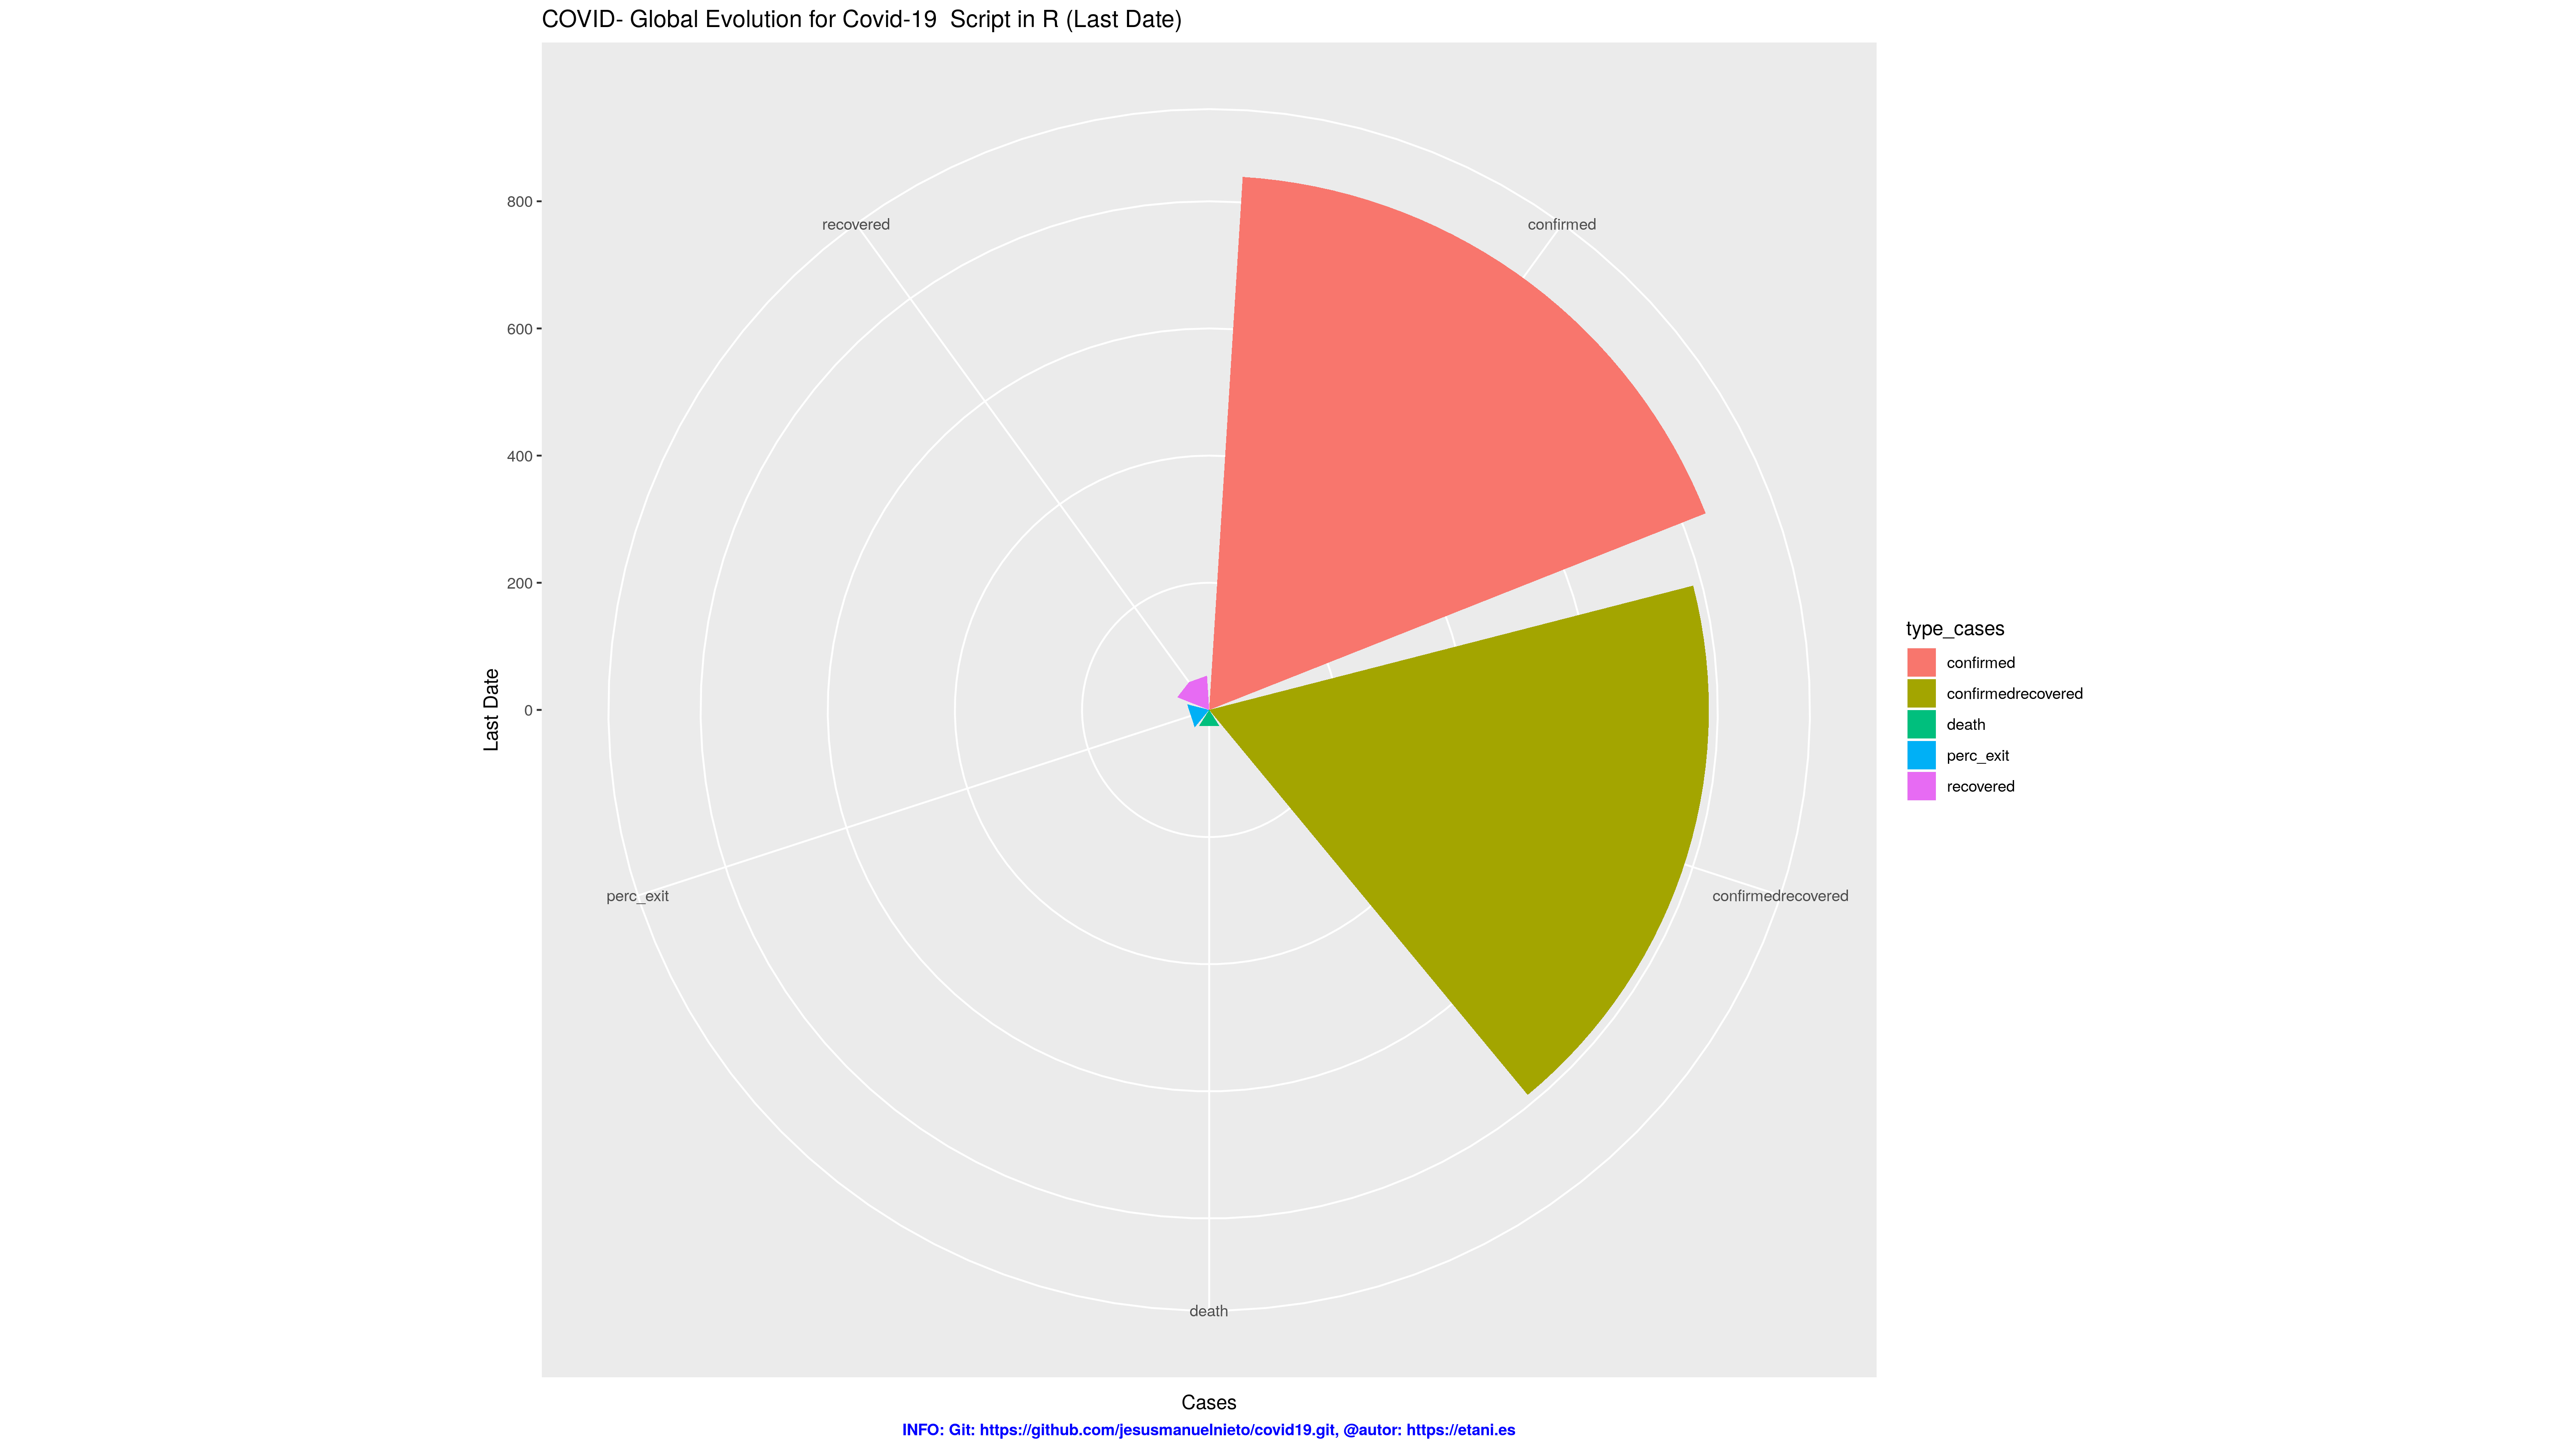 COVID- Global Evolution for Covid-19  Script in R (Last Date)
800
600
400
200
0
Last Date
recovered
confirmed
perc_exit
confirmedrecovered
death
type_cases
confirmed
confirmedrecovered
death
perc_exit
recovered
Cases
INFO: Git: https://github.com/jesusmanuelnieto/covid19.git, @autor: https://etani.es